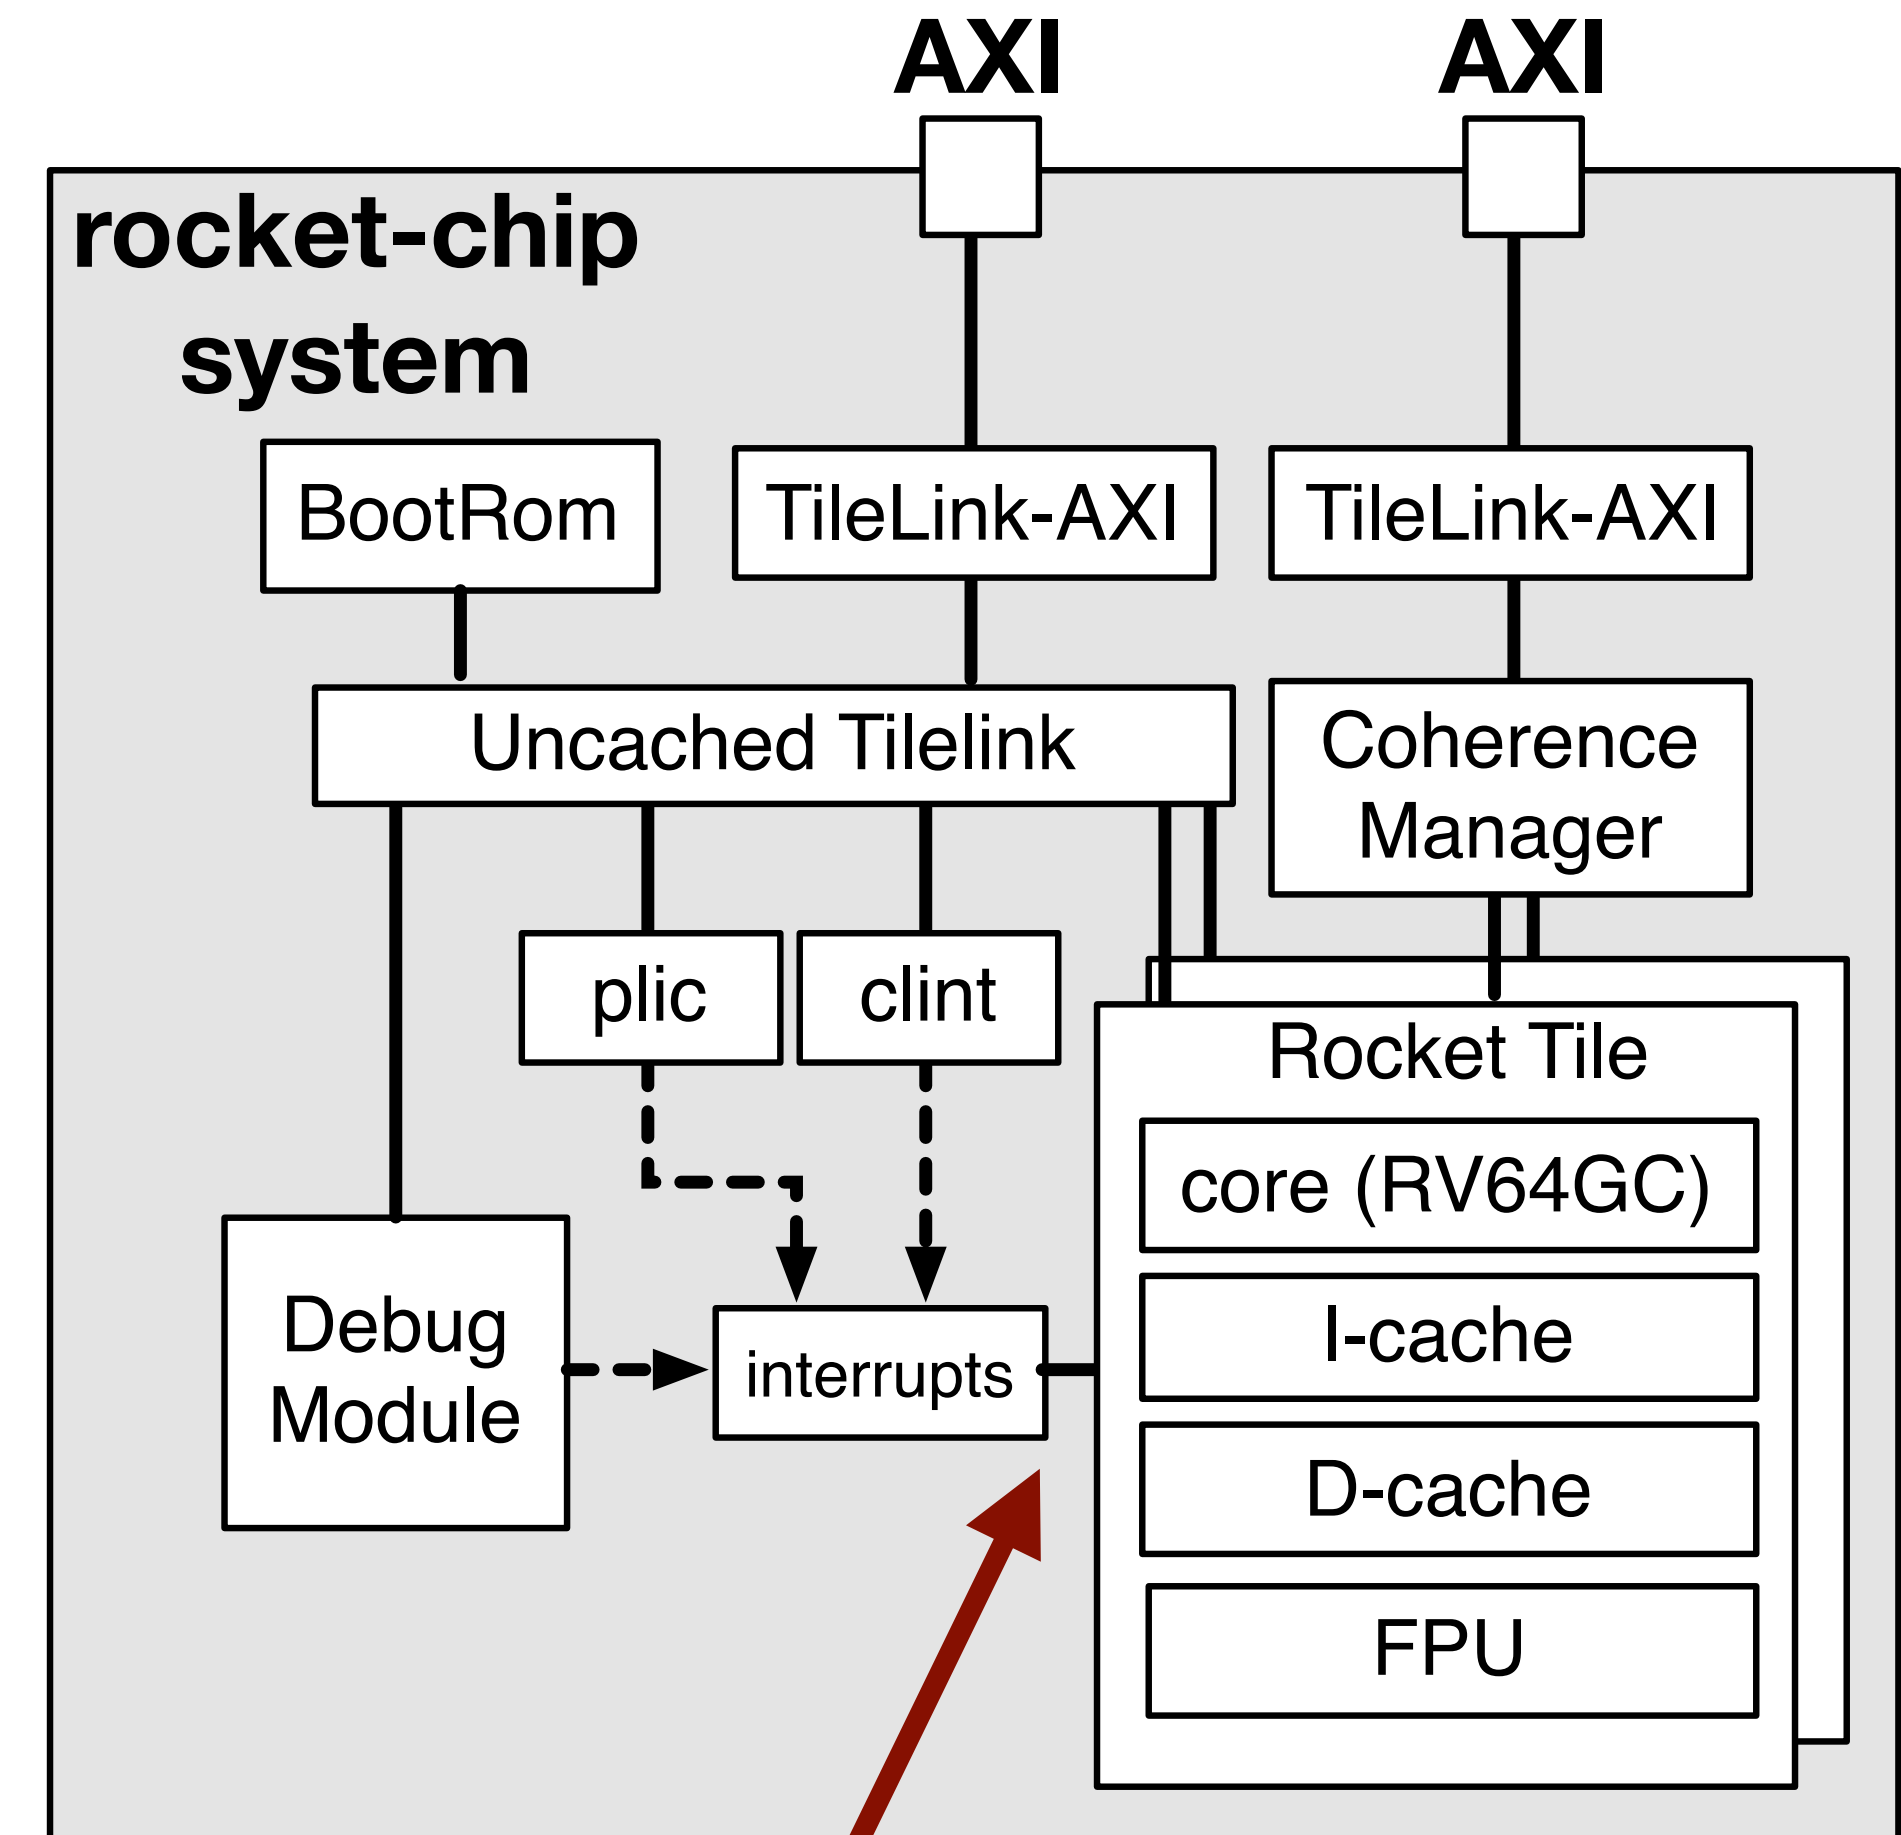 AXI
AXI
rocket-chip
system
BootRom
TileLink-AXI
TileLink-AXI
Uncached Tilelink
Coherence
Manager
plic
clint
Rocket Tile
core (RV64GC)
I-cache
Debug
Module
interrupts
D-cache
FPU